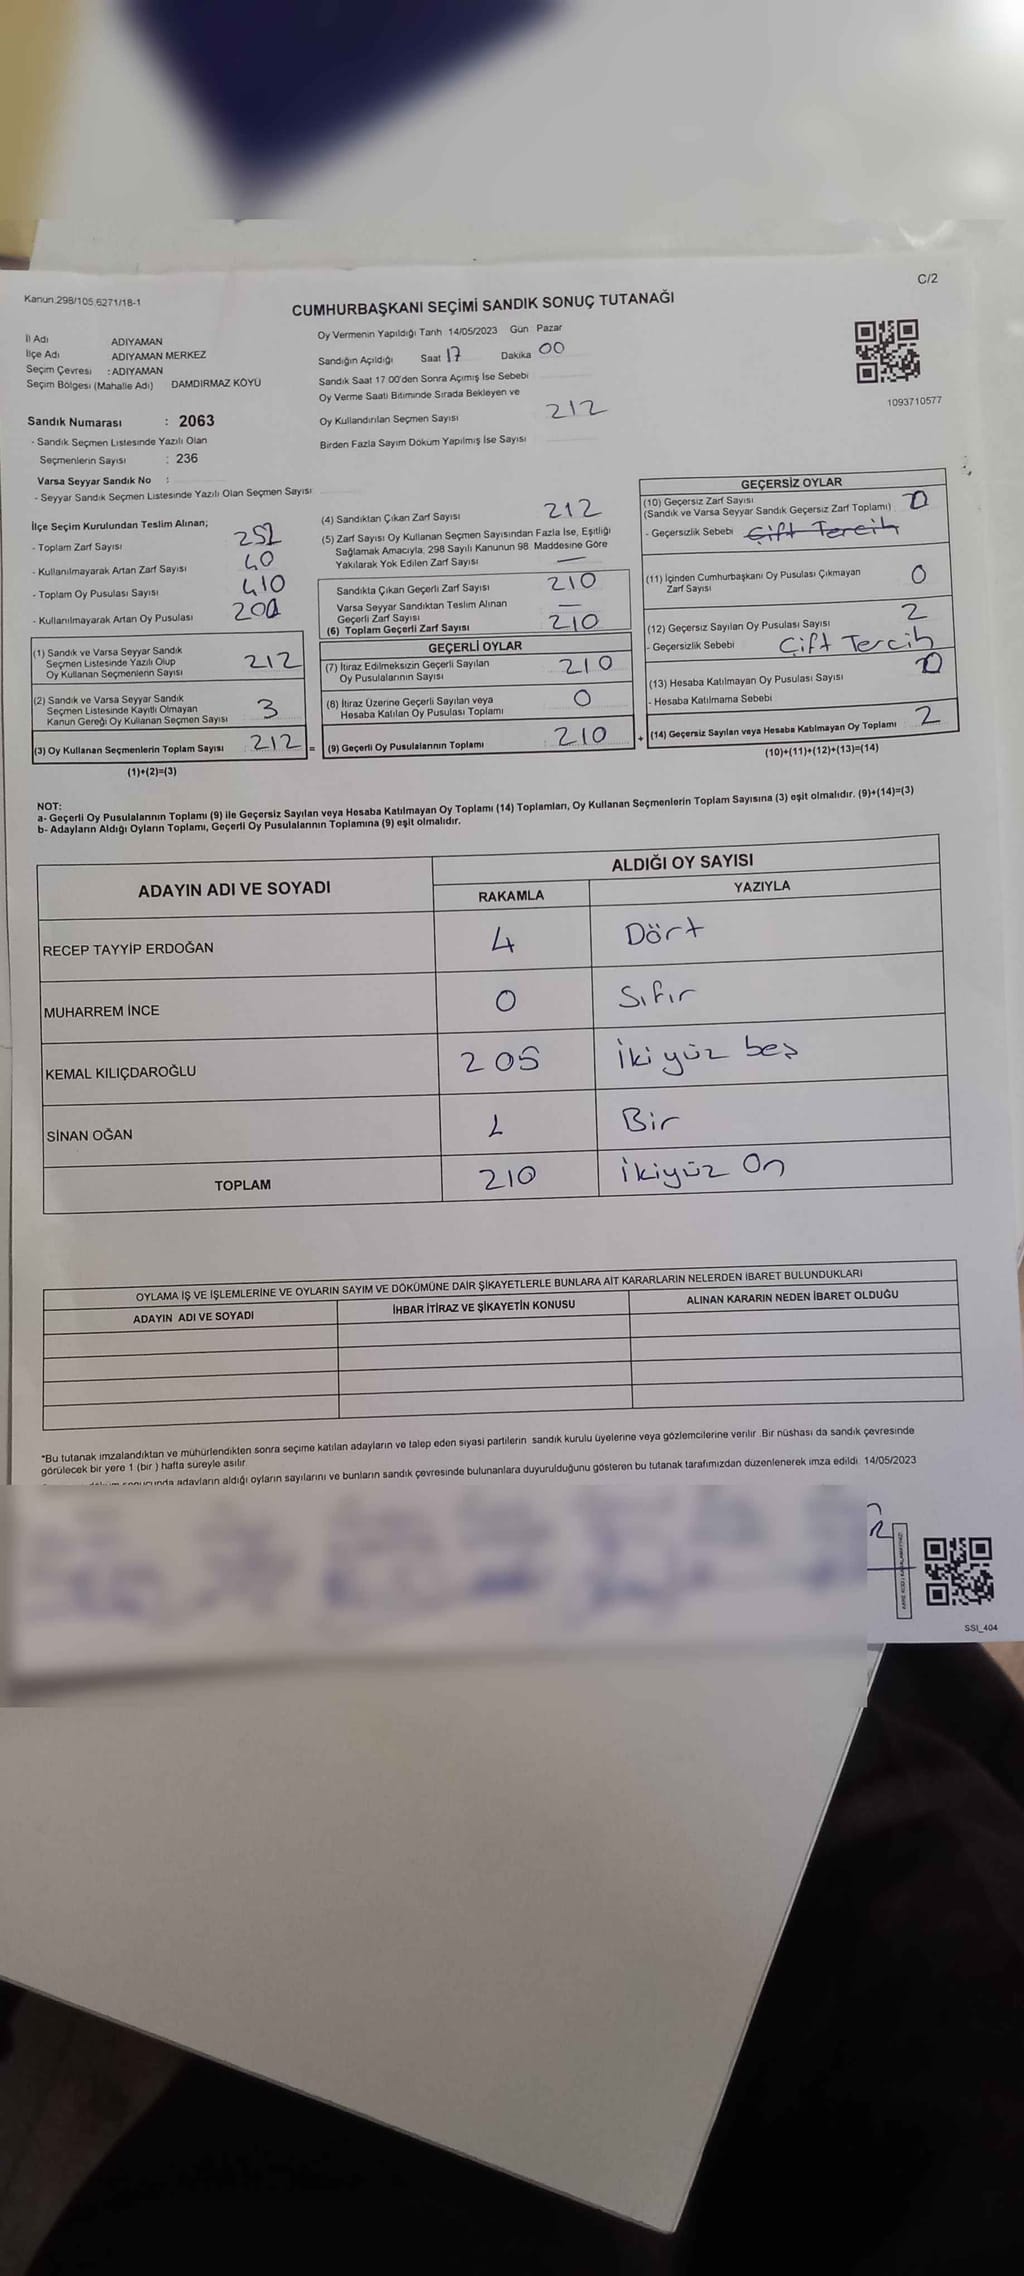 Kanun 298/105 6271/18-1
C/2
CUMHURBAŞKANI SEÇİMİ SANDIK SONUÇ TUTANAĞI
İl Adı ADIYAMAN
İlçe Adı ADIYAMAN MERKEZ
Seçim Çevresi : ADIYAMAN
Seçim Bölgesi (Mahalle Adı) DAMDIRMAZ KÖYÜ
Oy Vermenin Yapıldığı Tarih 14/05/2023 Gün Pazar
Sandığın Açıldığı Saat 17 Dakika 00
Sandık Saat 17 00'den Sonra Açımış İse Sebebi
Oy Verme Saati Bitiminde Sırada Bekleyen ve
Oy Kullandırılan Seçmen Sayısı 212
Birden Fazla Sayım Döküm Yapılmış İse Sayısı
1093710577
Sandık Numarası : 2063
- Sandık Seçmen Listesinde Yazılı Olan
Seçmenlerin Sayısı : 236
Varsa Seyyar Sandık No :
- Seyyar Sandık Seçmen Listesinde Yazılı Olan Seçmen Sayısı
İlçe Seçim Kurulundan Teslim Alınan;
- Toplam Zarf Sayısı 252
- Kullanılmayarak Artan Zarf Sayısı 40
- Toplam Oy Pusulası Sayısı 410
- Kullanılmayarak Artan Oy Pusulası
(1) Sandık ve Varsa Seyyar Sandık
Seçmen Listesinde Yazılı Olup
Oy Kullanan Seçmenlerin Sayısı 212
(2) Sandık ve Varsa Seyyar Sandık
Seçmen Listesinde Kayıtlı Olmayan
Kanun Gereği Oy Kullanan Seçmen Sayısı 3
(3) Oy Kullanan Seçmenlerin Toplam Sayısı 212 =
(1)+(2)=(3)
(4) Sandıktan Çıkan Zarf Sayısı 212
(5) Zarf Sayısı Oy Kullanan Seçmen Sayısından Fazla İse, Eşitliği
Sağlamak Amacıyla, 298 Sayılı Kanunun 98 Maddesine Göre
Yakılarak Yok Edilen Zarf Sayısı —
Sandıkta Çıkan Geçerli Zarf Sayısı 210
Varsa Seyyar Sandıktan Teslim Alınan
Geçerli Zarf Sayısı —
(6) Toplam Geçerli Zarf Sayısı 210
GEÇERLİ OYLAR
(7) İtiraz Edilmeksizin Geçerli Sayılan
Oy Pusulalarının Sayısı 210
(8) İtiraz Üzerine Geçerli Sayılan veya
Hesaba Katılan Oy Pusulası Toplamı 0
(9) Geçerli Oy Pusulalarının Toplamı 210 +
GEÇERSİZ OYLAR
(10) Geçersiz Zarf Sayısı
(Sandık ve Varsa Seyyar Sandık Geçersiz Zarf Toplamı) 0
- Geçersizlik Sebebi Çift Tercih
(11) İçinden Cumhurbaşkanı Oy Pusulası Çıkmayan
Zarf Sayısı 0
(12) Geçersiz Sayılan Oy Pusulası Sayısı 2
- Geçersizlik Sebebi Çift Tercih
(13) Hesaba Katılmayan Oy Pusulası Sayısı 0
- Hesaba Katılmama Sebebi
(14) Geçersiz Sayılan veya Hesaba Katılmayan Oy Toplamı 2
(10)+(11)+(12)+(13)=(14)
NOT:
a- Geçerli Oy Pusulalarının Toplamı (9) ile Geçersiz Sayılan veya Hesaba Katılmayan Oy Toplamı (14) Toplamları, Oy Kullanan Seçmenlerin Toplam Sayısına (3) eşit olmalıdır. (9)+(14)=(3)
b- Adayların Aldığı Oyların Toplamı, Geçerli Oy Pusulalarının Toplamına (9) eşit olmalıdır.
ADAYIN ADI VE SOYADI ALDIĞI OY SAYISI
RAKAMLA YAZIYLA
RECEP TAYYİP ERDOĞAN 4 Dört
MUHARREM İNCE 0 Sıfır
KEMAL KILIÇDAROĞLU 205 İkiyüz beş
SİNAN OĞAN 1 Bir
TOPLAM 210 İkiyüz On
OYLAMA İŞ VE İŞLEMLERİNE VE OYLARIN SAYIM VE DÖKÜMÜNE DAİR ŞİKAYETLERLE BUNLARA AİT KARARLARIN NELERDEN İBARET BULUNDUKLARI
ADAYIN ADI VE SOYADI İHBAR İTİRAZ VE ŞİKAYETİN KONUSU ALINAN KARARIN NEDEN İBARET OLDUĞU
*Bu tutanak imzalandıktan ve mühürlendikten sonra seçime katılan adayların ve talep eden siyasi partilerin sandık kurulu üyelerine veya gözlemcilerine verilir .Bir nüshası da sandık çevresinde
görülecek bir yere 1 (bir ) hafta süreyle asılır
adayların aldığı oyların sayılarını ve bunların sandık çevresinde bulunanlara duyurulduğunu gösteren bu tutanak tarafımızdan düzenlenerek imza edildi 14/05/2023
SSI_404